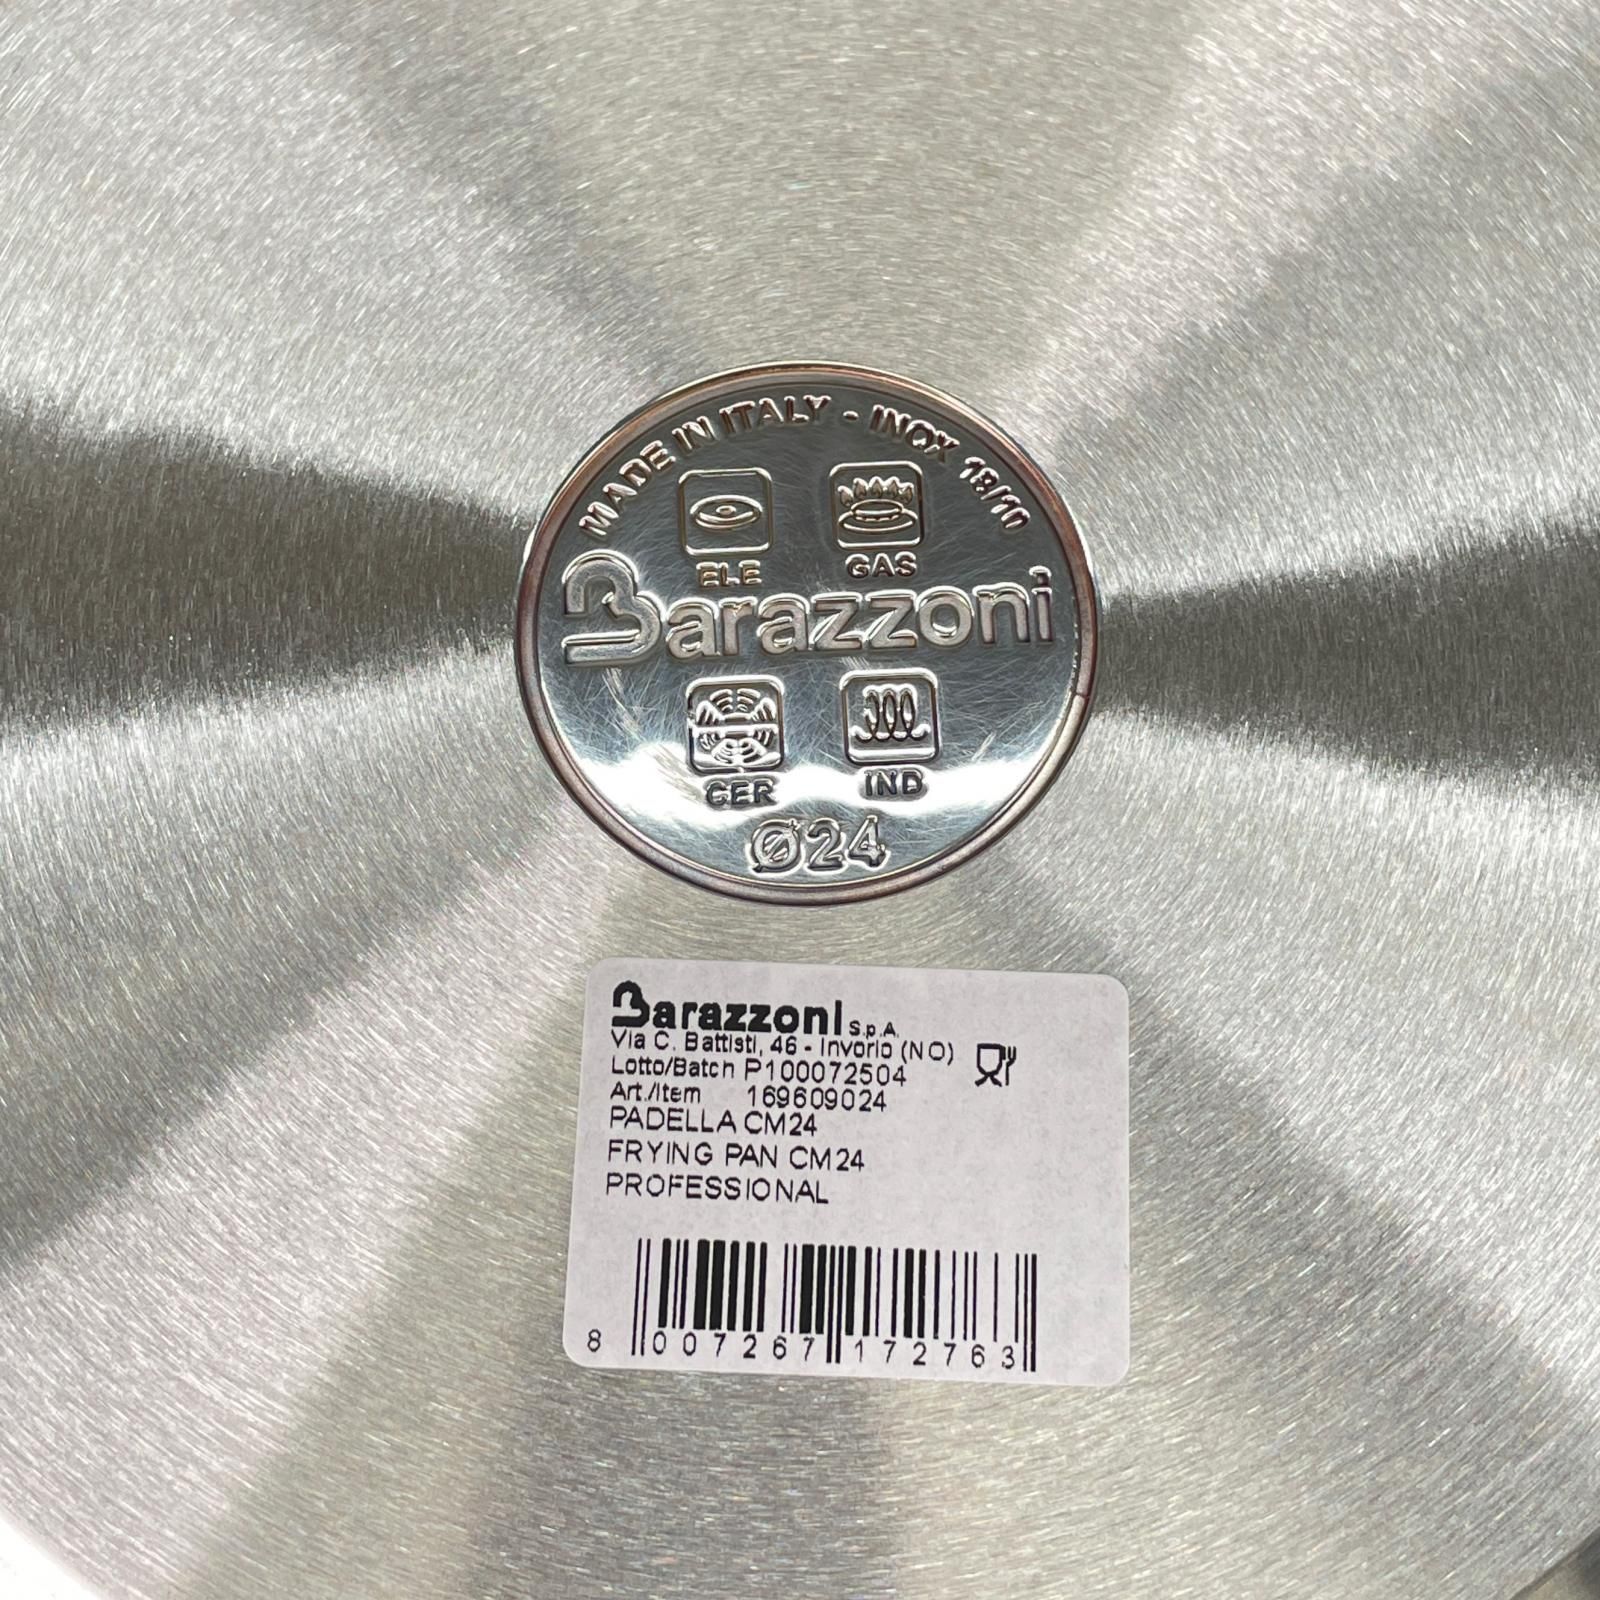 MADE IN ITALY - INOX 18/10
ELE GAS
Barazzoni
CER IND
Ø24
Barazzoni S.p.A.
Via C. Battisti, 46 - Invorio (NO)
Lotto/Batch P100072504
Art./Item 169609024
PADELLA CM24
FRYING PAN CM24
PROFESSIONAL
8 007267 172763